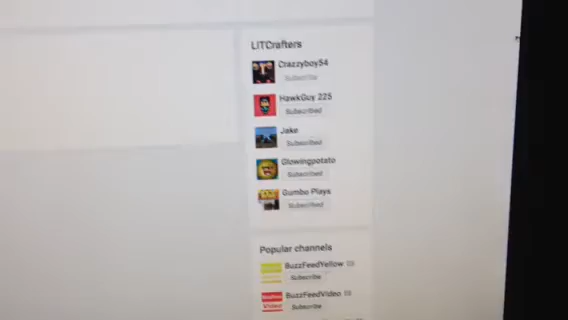 LITCrafters
Crazzyboy54
Subscribe
HawkGuy 225
Subscribed
Jake
Subscribed
Glowingpotato
Subscribed
Gumbo Plays
Subscribed
Popular channels
BuzzFeedYellow
Subscribe
BuzzFeedVideo
Subscribe